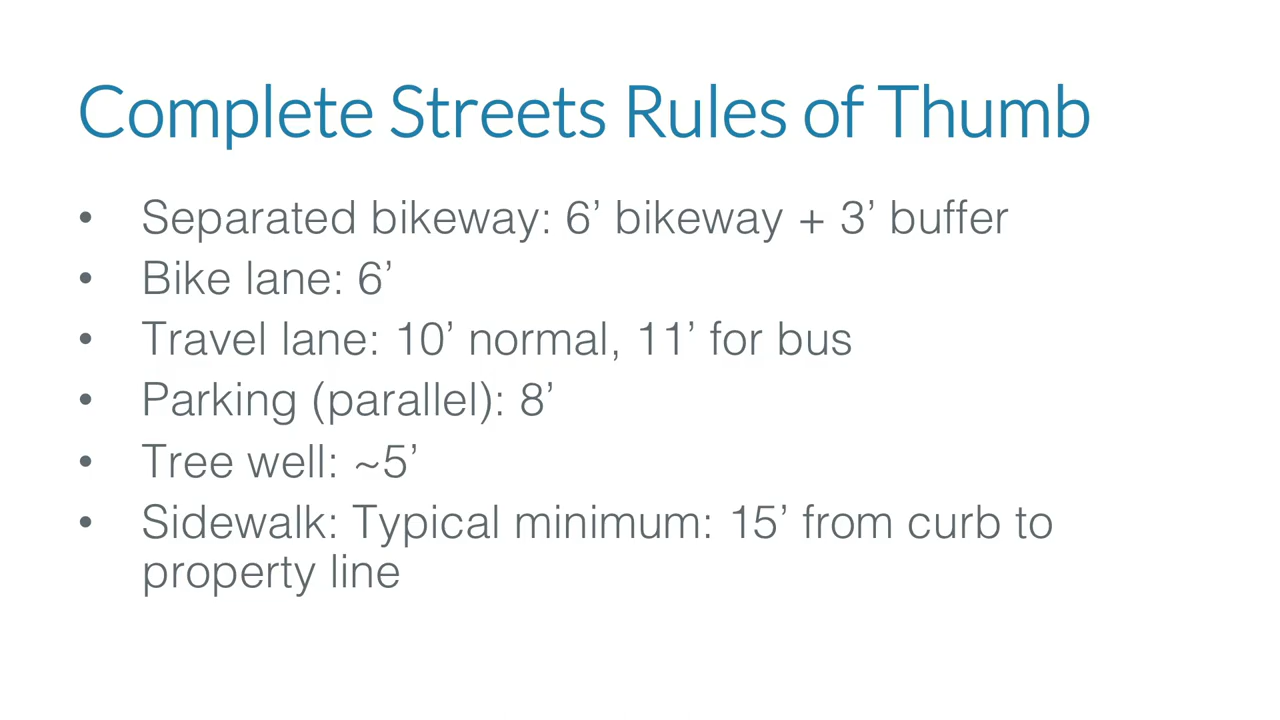 Complete Streets Rules of Thumb
• Separated bikeway: 6’ bikeway + 3’ buffer
• Bike lane: 6’
• Travel lane: 10’ normal, 11’ for bus
• Parking (parallel): 8’
• Tree well: ~5’
• Sidewalk: Typical minimum: 15’ from curb to
property line